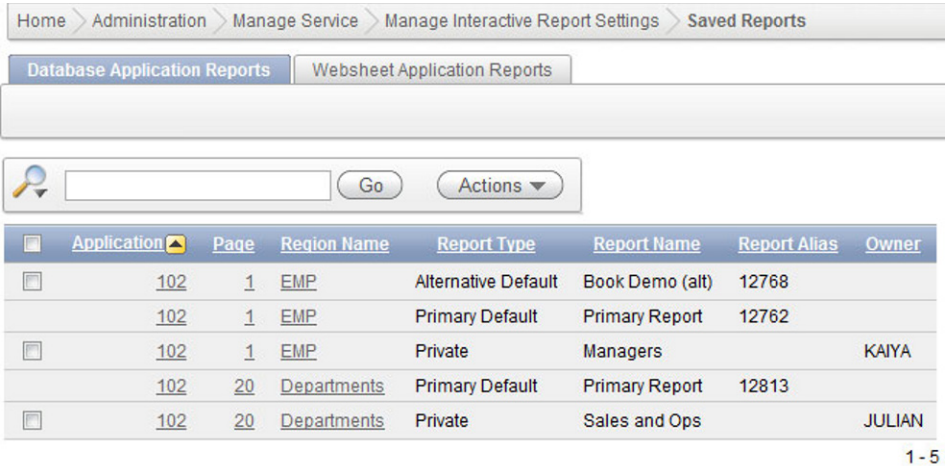 Home Administration Manage Service Manage Interactive Report Settings Saved Reports
Database Application Reports Websheet Application Reports
Go Actions
Application Page Region Name Report Type Report Name Report Alias Owner
102 1 EMP Alternative Default Book Demo (alt) 12768
102 1 EMP Primary Default Primary Report 12762
102 1 EMP Private Managers KAIYA
102 20 Departments Primary Default Primary Report 12813
102 20 Departments Private Sales and Ops JULIAN
1 - 5